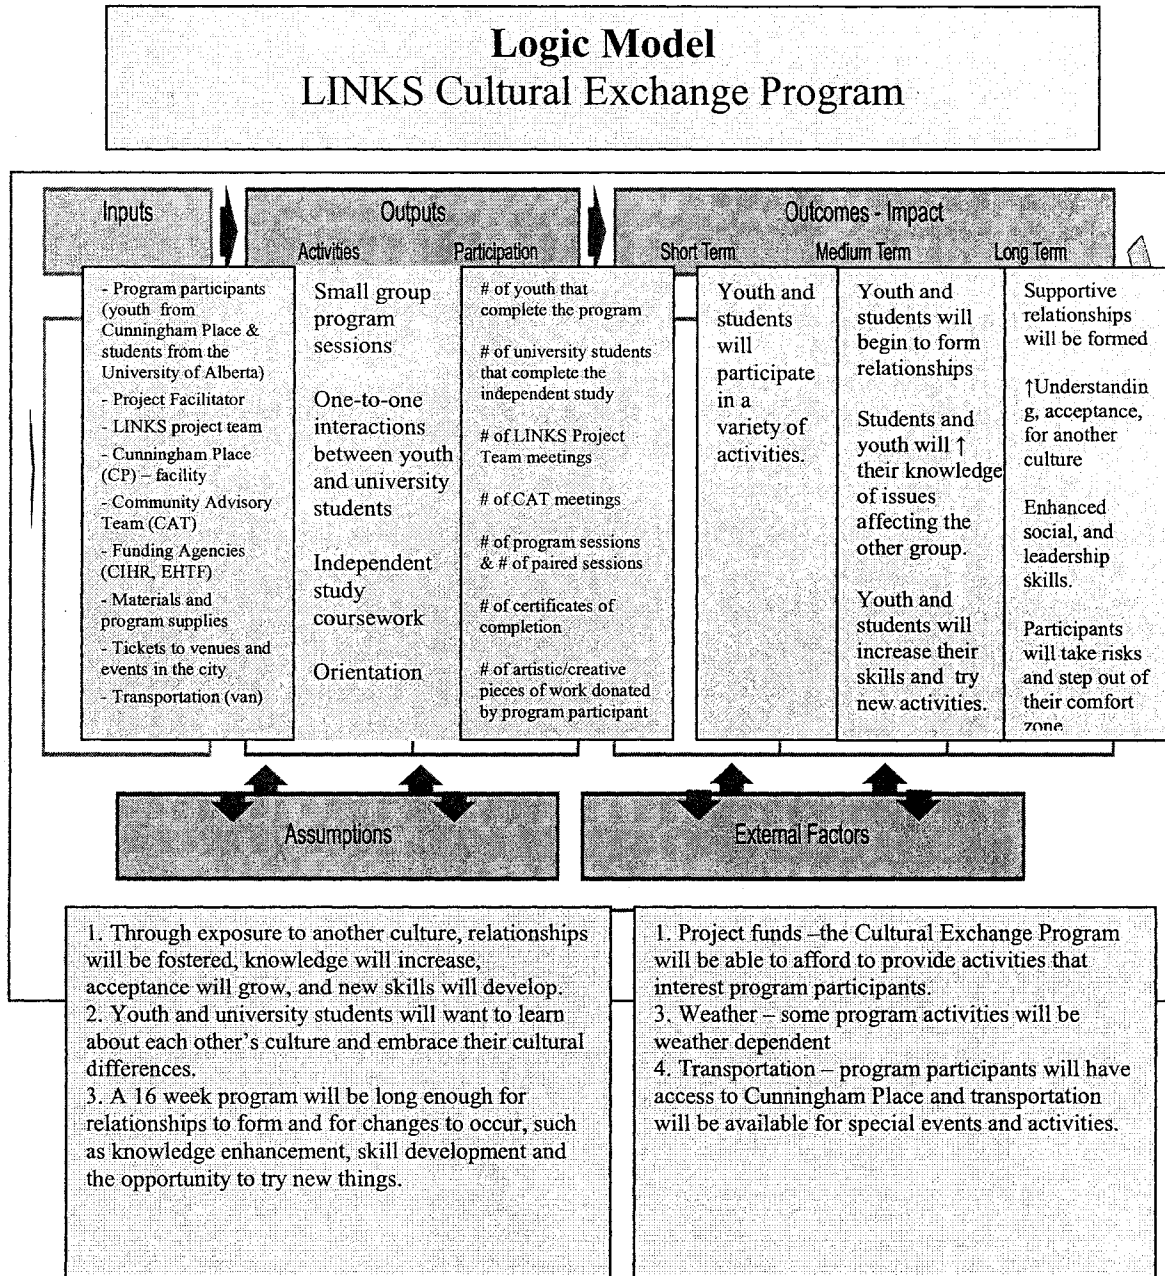 Logic Model
LINKS Cultural Exchange Program
Inputs
Outputs
Activities
Participation
Outcomes - Impact
Short Term
Medium Term
Long Term
- Program participants
(youth from
Cunningham Place &
students from the
University of Alberta)
- Project Facilitator
- LINKS project team
- Cunningham Place
(CP) – facility
- Community Advisory
Team (CAT)
- Funding Agencies
(CIHR, EHTF)
- Materials and
program supplies
- Tickets to venues and
events in the city
- Transportation (van)
Small group
program
sessions
One-to-one
interactions
between youth
and university
students
Independent
study
coursework
Orientation
# of youth that
complete the program
# of university students
that complete the
independent study
# of LINKS Project
Team meetings
# of CAT meetings
# of program sessions
& # of paired sessions
# of certificates of
completion
# of artistic/creative
pieces of work donated
by program participant
Youth and
students
will
participate
in a
variety of
activities.
Youth and
students will
begin to form
relationships
Students and
youth will ↑
their knowledge
of issues
affecting the
other group.
Youth and
students will
increase their
skills and try
new activities.
Supportive
relationships
will be formed
↑Understandin
g, acceptance,
for another
culture
Enhanced
social, and
leadership
skills.
Participants
will take risks
and step out of
their comfort
zone
Assumptions
External Factors
1. Through exposure to another culture, relationships
will be fostered, knowledge will increase,
acceptance will grow, and new skills will develop.
2. Youth and university students will want to learn
about each other's culture and embrace their cultural
differences.
3. A 16 week program will be long enough for
relationships to form and for changes to occur, such
as knowledge enhancement, skill development and
the opportunity to try new things.
1. Project funds –the Cultural Exchange Program
will be able to afford to provide activities that
interest program participants.
3. Weather – some program activities will be
weather dependent
4. Transportation – program participants will have
access to Cunningham Place and transportation
will be available for special events and activities.